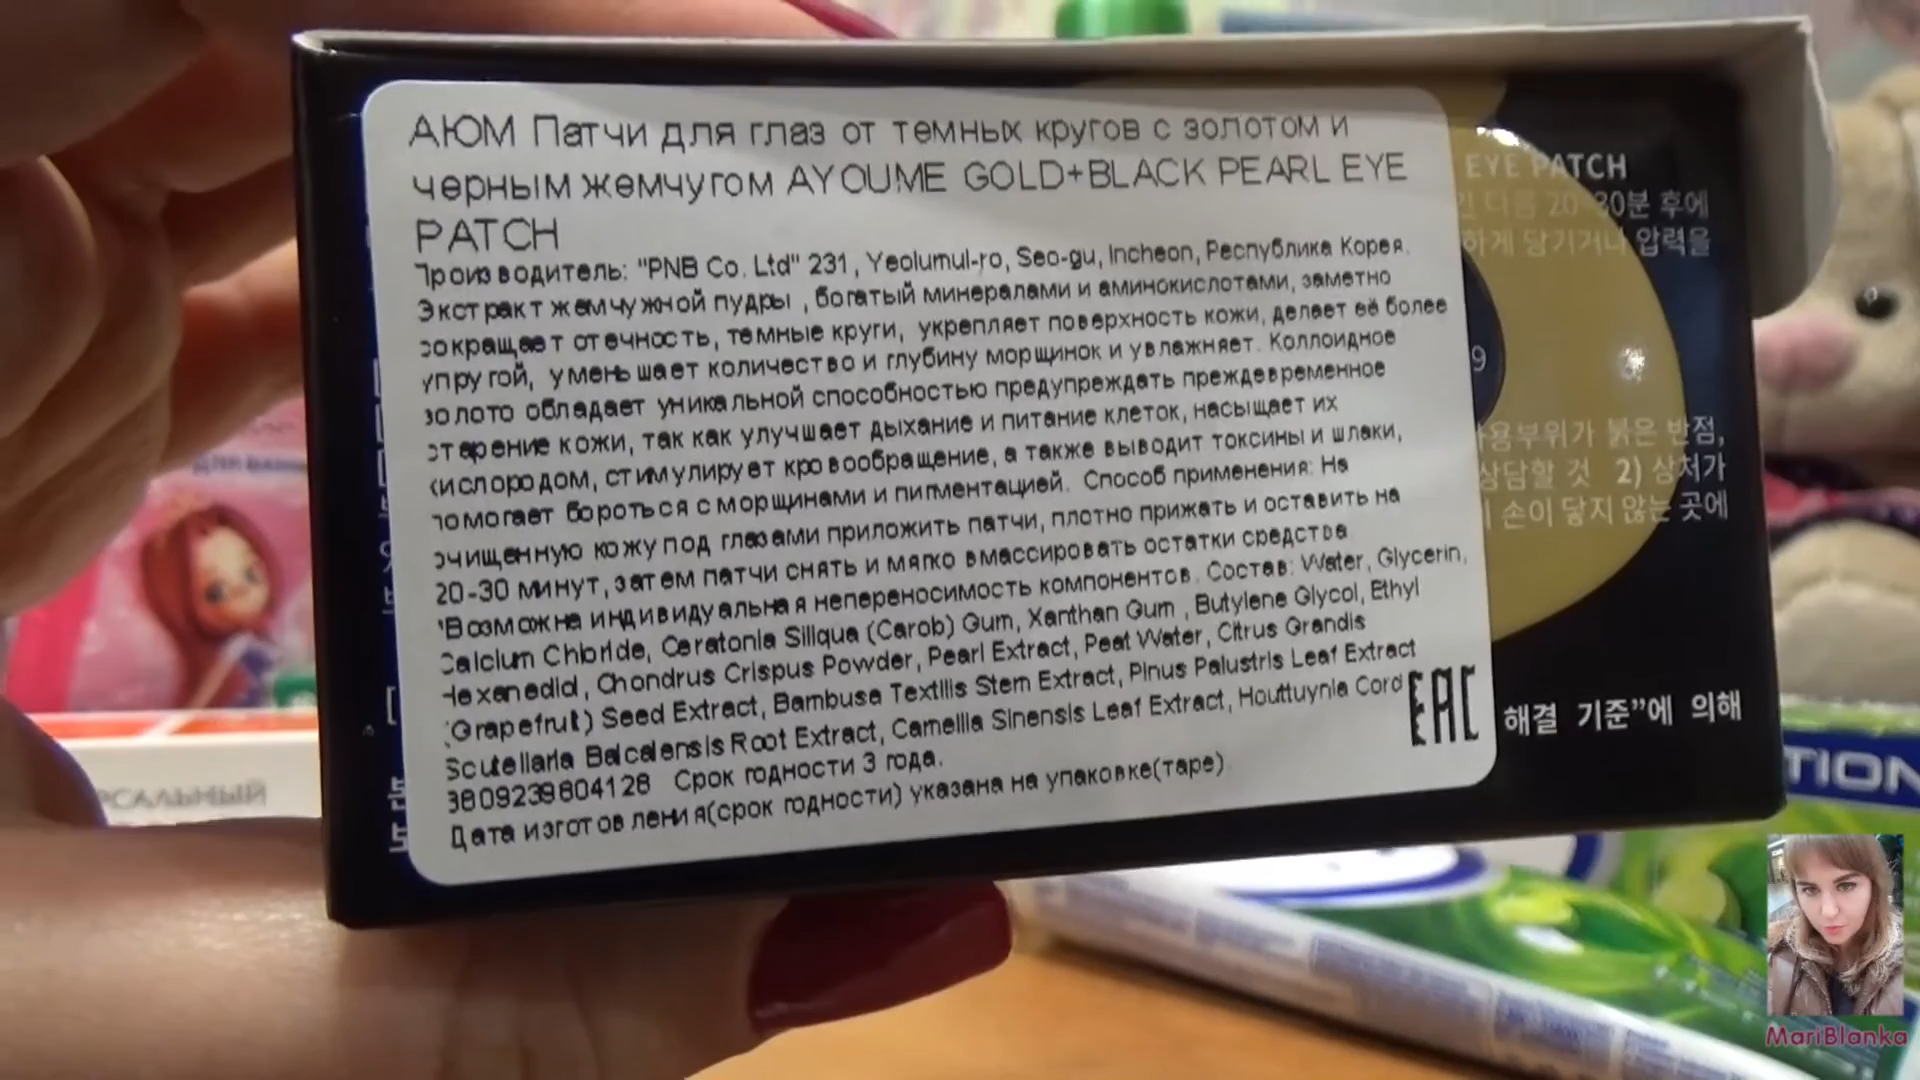 АЮМ Патчи для глаз от темных кругов с золотом и
черным жемчугом AYOUME GOLD+BLACK PEARL EYE
PATCH
Производитель: "PNB Co. Ltd" 231, Yeolumul-ro, Seo-gu, Incheon, Республика Корея.
Экстракт жемчужной пудры , богатый минералами и аминокислотами, заметно
сокращает отечность, темные круги, укрепляет поверхность кожи, делает её более
упругой, уменьшает количество и глубину морщинок и увлажняет. Коллоидное
золото обладает уникальной способностью предупреждать преждевременное
старение кожи, так как улучшает дыхание и питание клеток, насыщает их
кислородом, стимулирует кровообращение, а также выводит токсины и шлаки,
помогает бороться с морщинами и пигментацией. Способ применения: На
очищенную кожу под глазами приложить патчи, плотно прижать и оставить на
20-30 минут, затем патчи снять и мягко вмассировать остатки средства
*Возможна индивидуальная непереносимость компонентов. Состав: Water, Glycerin,
Calcium Chloride, Ceratonia Siliqua (Carob) Gum, Xanthan Gum , Butylene Glycol, Ethyl
Hexanediol, Chondrus Crispus Powder, Pearl Extract, Peat Water, Citrus Grandis
(Grapefruit) Seed Extract, Bambusa Textilis Stem Extract, Pinus Palustris Leaf Extract
Scutellaria Baicalensis Root Extract, Camellia Sinensis Leaf Extract, Houttuynia Cord
3809239804128 Срок годности 3 года.
Дата изготовления(срок годности) указана на упаковке(таре)
EAC
EYE PATCH
다름 20-30분 후에
하게 당기거나 압력을
9
사용부위가 붉은 반점,
상담할 것 2) 상처가
손이 닿지 않는 곳에
해결 기준”에 의해
TION
MariBlanka